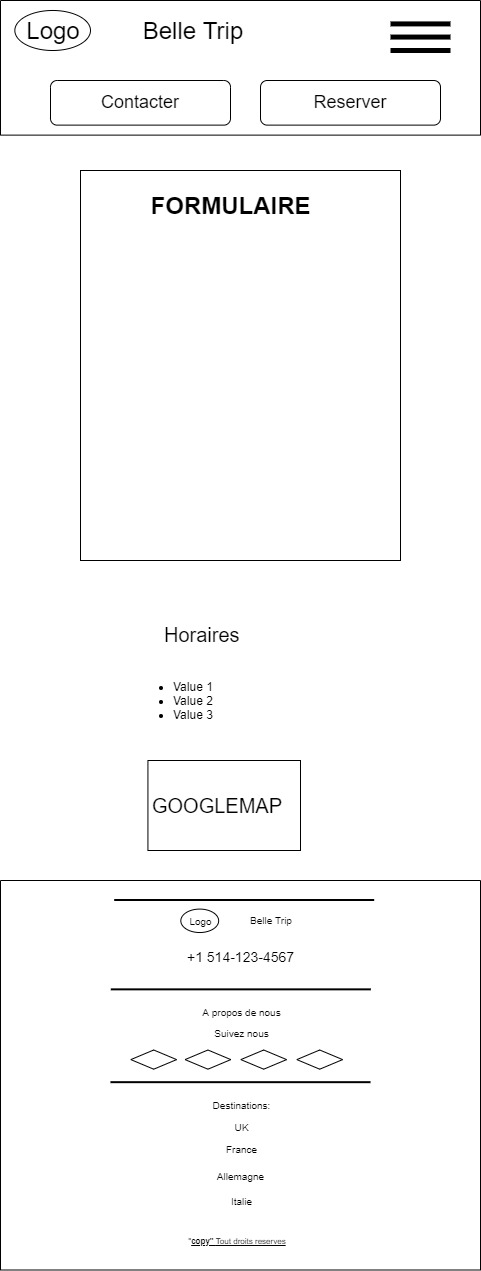 Logo
Belle Trip
Contacter
Reserver
FORMULAIRE
Horaires
Value 1
Value 2
Value 3
GOOGLEMAP
Logo
Belle Trip
+1 514-123-4567
A propos de nous
Suivez nous
Destinations:
UK
France
Allemagne
Italie
"copy" Tout droits reserves